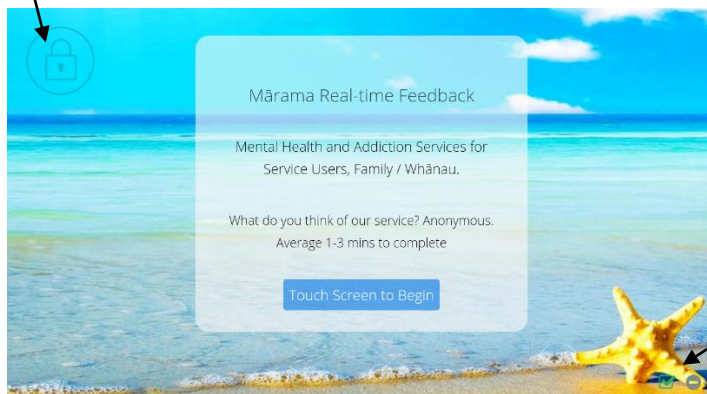 Mārama Real-time Feedback
Mental Health and Addiction Services for
Service Users, Family / Whānau.
What do you think of our service? Anonymous.
Average 1-3 mins to complete
Touch Screen to Begin